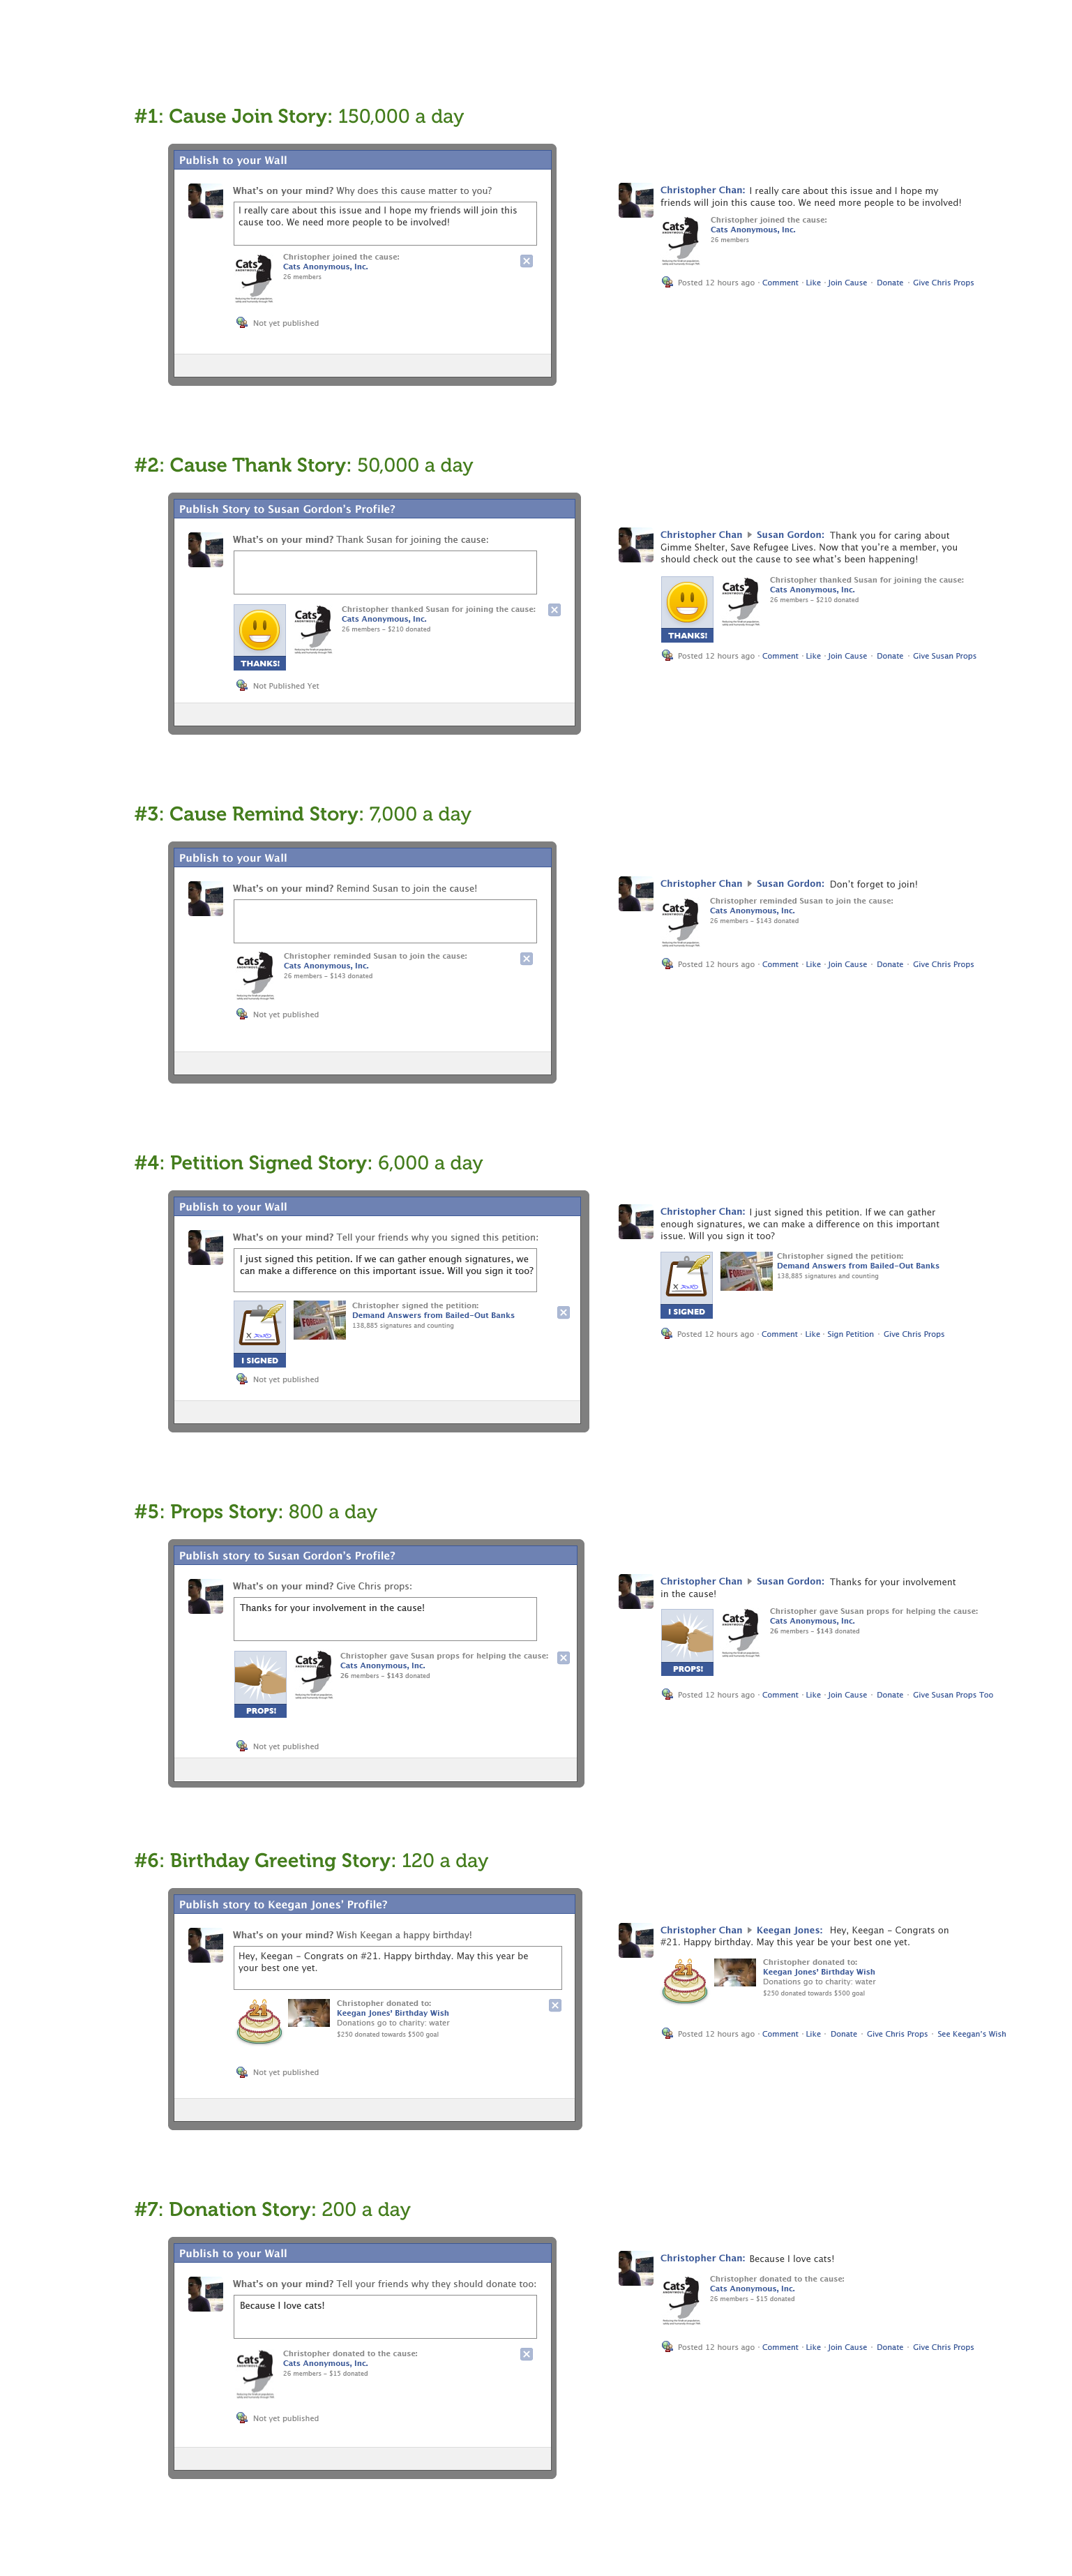 #1: Cause Join Story: 150,000 a day
Publish to your Wall
What's on your mind? Why does this cause matter to you?
I really care about this issue and I hope my friends will join this
cause too. We need more people to be involved!
Cats
ANONYMOUS, INC.
Christopher joined the cause:
Cats Anonymous, Inc.
26 members
Not yet published
Christopher Chan: I really care about this issue and I hope my
friends will join this cause too. We need more people to be involved!
Cats
ANONYMOUS, INC.
Christopher joined the cause:
Cats Anonymous, Inc.
26 members
Posted 12 hours ago · Comment · Like · Join Cause · Donate · Give Chris Props
#2: Cause Thank Story: 50,000 a day
Publish Story to Susan Gordon's Profile?
What's on your mind? Thank Susan for joining the cause:
THANKS!
Cats
ANONYMOUS, INC.
Christopher thanked Susan for joining the cause:
Cats Anonymous, Inc.
26 members – $210 donated
Not Published Yet
Christopher Chan ▸ Susan Gordon: Thank you for caring about
Gimme Shelter, Save Refugee Lives. Now that you're a member, you
should check out the cause to see what's been happening!
THANKS!
Cats
ANONYMOUS, INC.
Christopher thanked Susan for joining the cause:
Cats Anonymous, Inc.
26 members – $210 donated
Posted 12 hours ago · Comment · Like · Join Cause · Donate · Give Susan Props
#3: Cause Remind Story: 7,000 a day
Publish to your Wall
What's on your mind? Remind Susan to join the cause!
Cats
ANONYMOUS, INC.
Christopher reminded Susan to join the cause:
Cats Anonymous, Inc.
26 members – $143 donated
Not yet published
Christopher Chan ▸ Susan Gordon: Don't forget to join!
Cats
ANONYMOUS, INC.
Christopher reminded Susan to join the cause:
Cats Anonymous, Inc.
26 members – $143 donated
Posted 12 hours ago · Comment · Like · Join Cause · Donate · Give Chris Props
#4: Petition Signed Story: 6,000 a day
Publish to your Wall
What's on your mind? Tell your friends why you signed this petition:
I just signed this petition. If we can gather enough signatures, we
can make a difference on this important issue. Will you sign it too?
I SIGNED
FORECLOSURE
Christopher signed the petition:
Demand Answers from Bailed-Out Banks
138,885 signatures and counting
Not yet published
Christopher Chan: I just signed this petition. If we can gather
enough signatures, we can make a difference on this important
issue. Will you sign it too?
I SIGNED
FORECLOSURE
Christopher signed the petition:
Demand Answers from Bailed-Out Banks
138,885 signatures and counting
Posted 12 hours ago · Comment · Like · Sign Petition · Give Chris Props
#5: Props Story: 800 a day
Publish story to Susan Gordon's Profile?
What's on your mind? Give Chris props:
Thanks for your involvement in the cause!
PROPS!
Cats
ANONYMOUS, INC.
Christopher gave Susan props for helping the cause:
Cats Anonymous, Inc.
26 members – $143 donated
Not yet published
Christopher Chan ▸ Susan Gordon: Thanks for your involvement
in the cause!
PROPS!
Cats
ANONYMOUS, INC.
Christopher gave Susan props for helping the cause:
Cats Anonymous, Inc.
26 members – $143 donated
Posted 12 hours ago · Comment · Like · Join Cause · Donate · Give Susan Props Too
#6: Birthday Greeting Story: 120 a day
Publish story to Keegan Jones' Profile?
What's on your mind? Wish Keegan a happy birthday!
Hey, Keegan – Congrats on #21. Happy birthday. May this year be
your best one yet.
21
Christopher donated to:
Keegan Jones' Birthday Wish
Donations go to charity: water
$250 donated towards $500 goal
Not yet published
Christopher Chan ▸ Keegan Jones: Hey, Keegan – Congrats on
#21. Happy birthday. May this year be your best one yet.
21
Christopher donated to:
Keegan Jones' Birthday Wish
Donations go to charity: water
$250 donated towards $500 goal
Posted 12 hours ago · Comment · Like · Donate · Give Chris Props · See Keegan's Wish
#7: Donation Story: 200 a day
Publish to your Wall
What's on your mind? Tell your friends why they should donate too:
Because I love cats!
Cats
ANONYMOUS, INC.
Christopher donated to the cause:
Cats Anonymous, Inc.
26 members – $15 donated
Not yet published
Christopher Chan: Because I love cats!
Cats
ANONYMOUS, INC.
Christopher donated to the cause:
Cats Anonymous, Inc.
26 members – $15 donated
Posted 12 hours ago · Comment · Like · Join Cause · Donate · Give Chris Props